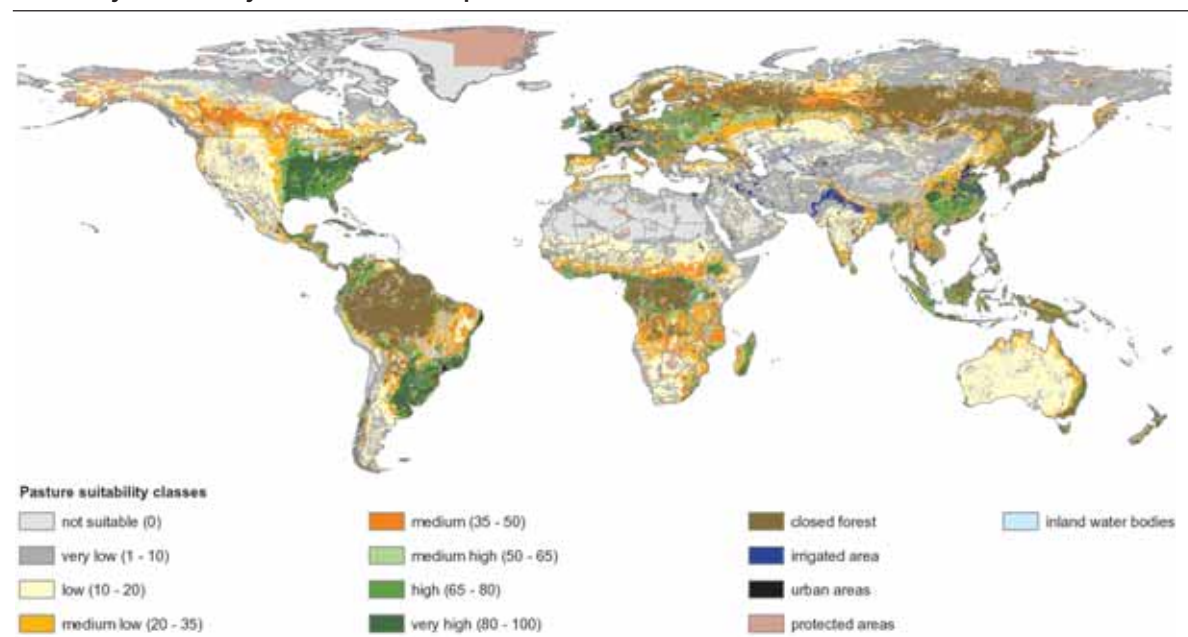 Pasture suitability classes
not suitable (0)
very low (1 - 10)
low (10 - 20)
medium low (20 - 35)
medium (35 - 50)
medium high (50 - 65)
high (65 - 80)
very high (80 - 100)
closed forest
irrigated area
urban areas
protected areas
inland water bodies